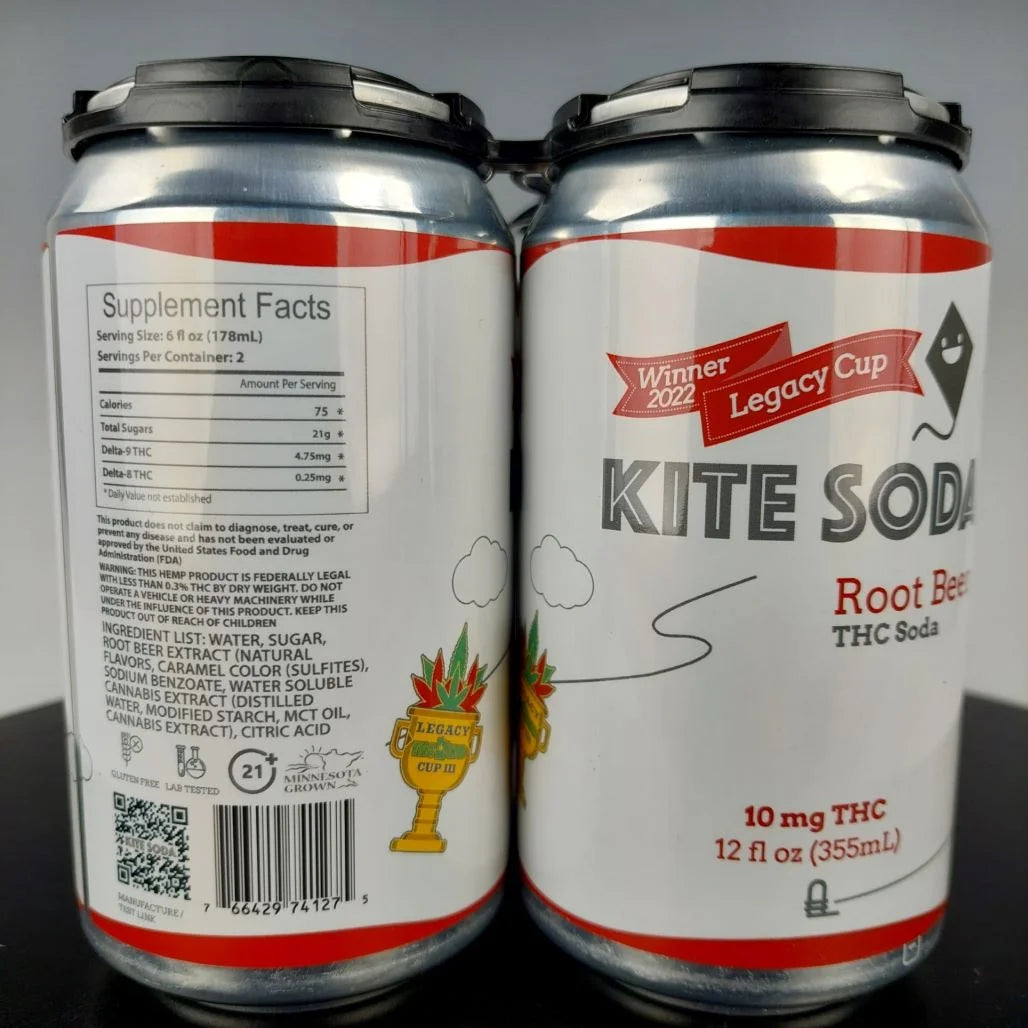 Supplement Facts
Serving Size: 6 fl oz (178mL)
Servings Per Container: 2
Amount Per Serving
Calories 75 *
Total Sugars 21g *
Delta-9 THC 4.75mg *
Delta-8 THC 0.25mg *
*Daily Value not established
This product does not claim to diagnose, treat, cure, or
prevent any disease and has not been evaluated or
approved by the United States Food and Drug
Administration (FDA)
WARNING: THIS HEMP PRODUCT IS FEDERALLY LEGAL
WITH LESS THAN 0.3% THC BY DRY WEIGHT. DO NOT
OPERATE A VEHICLE OR HEAVY MACHINERY WHILE
UNDER THE INFLUENCE OF THIS PRODUCT. KEEP THIS
PRODUCT OUT OF REACH OF CHILDREN
INGREDIENT LIST: WATER, SUGAR,
ROOT BEER EXTRACT (NATURAL
FLAVORS, CARAMEL COLOR (SULFITES),
SODIUM BENZOATE, WATER SOLUBLE
CANNABIS EXTRACT (DISTILLED
WATER, MODIFIED STARCH, MCT OIL,
CANNABIS EXTRACT), CITRIC ACID
GLUTEN FREE LAB TESTED
21+
MINNESOTA
GROWN
KITE SODA
MANUFACTURE/
TEST LINK
7 66429 74127 5
LEGACY
CUP III
Winner
2022
Legacy Cup
KITE SODA
Root Beer
THC Soda
10 mg THC
12 fl oz (355mL)